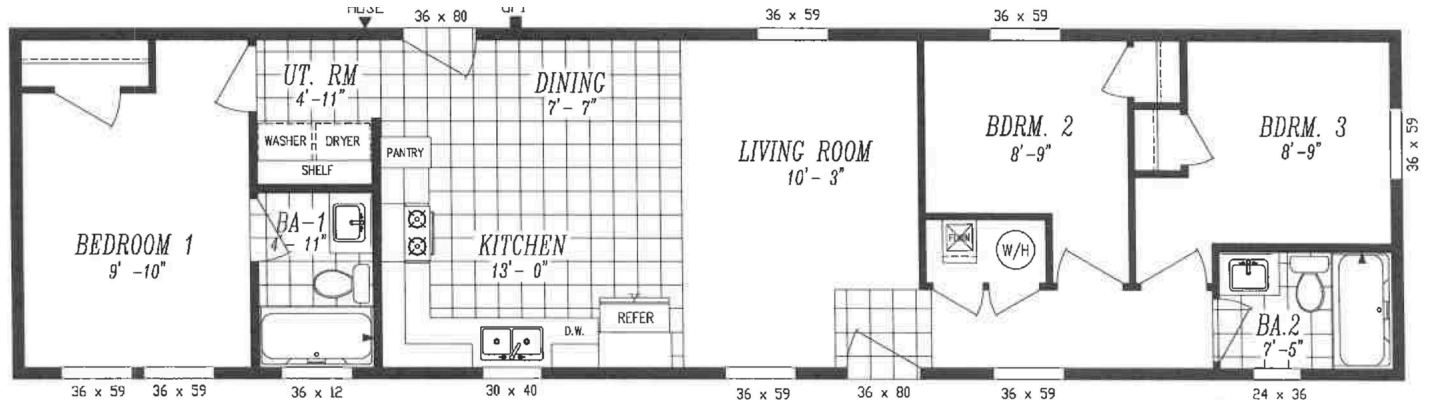 36 x 80
36 x 59
36 x 59
UT. RM
4'-11"
DINING
7'- 7"
WASHER
DRYER
SHELF
PANTRY
LIVING ROOM
10'- 3"
BDRM. 2
8'-9"
BDRM. 3
8'-9"
36 x 59
BEDROOM 1
9' -10"
BA-1
4'- 11"
KITCHEN
13'- 0"
W/H
REFER
D.W.
BA.2
7'-5"
36 x 59
36 x 59
36 x 12
30 x 40
36 x 59
36 x 80
36 x 59
24 x 36